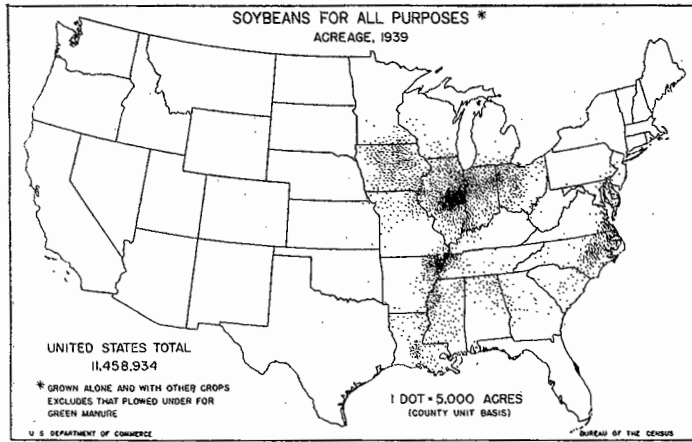 SOYBEANS FOR ALL PURPOSES *
ACREAGE, 1939
UNITED STATES TOTAL
11,458,934
* GROWN ALONE AND WITH OTHER CROPS
EXCLUDES THAT PLOWED UNDER FOR
GREEN MANURE
1 DOT = 5,000 ACRES
(COUNTY UNIT BASIS)
U S DEPARTMENT OF COMMERCE
BUREAU OF THE CENSUS